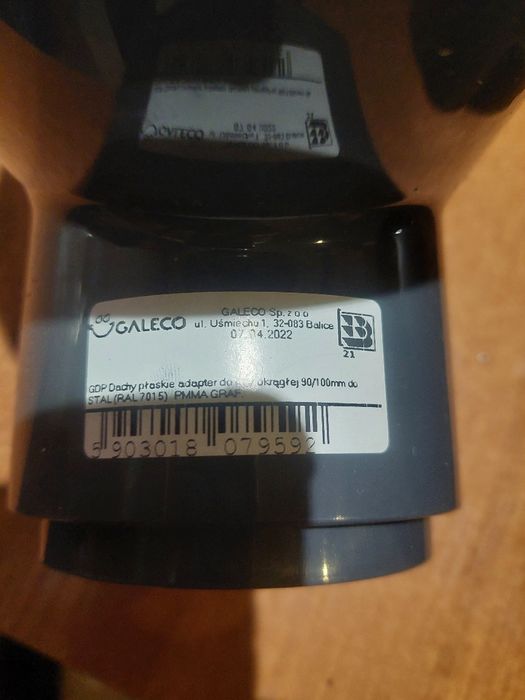 GALECO
GALECO Sp. z o.o
ul. Uśmiechu 1, 32-083 Balice
07.04.2022
B
21
GDP Dachy płaskie adapter do okrągłej 90/100mm do
STAL (RAL 7015) PMMA GRAF.
5 903018 079592